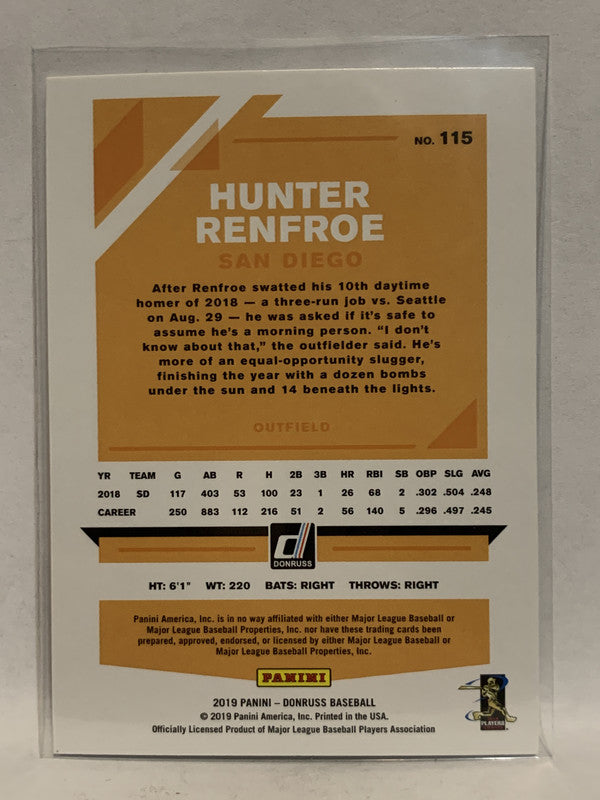 NO. 115
HUNTER
RENFROE
SAN DIEGO
After Renfroe swatted his 10th daytime
homer of 2018 — a three-run job vs. Seattle
on Aug. 29 — he was asked if it's safe to
assume he's a morning person. "I don't
know about that," the outfielder said. He's
more of an equal-opportunity slugger,
finishing the year with a dozen bombs
under the sun and 14 beneath the lights.
OUTFIELD
YR TEAM G AB R H 2B 3B HR RBI SB OBP SLG AVG
2018 SD 117 403 53 100 23 1 26 68 2 .302 .504 .248
CAREER 250 883 112 216 51 2 56 140 5 .296 .497 .245
d
DONRUSS
HT: 6'1" WT: 220 BATS: RIGHT THROWS: RIGHT
Panini America, Inc. is in no way affiliated with either Major League Baseball or
Major League Baseball Properties, Inc. nor have these trading cards been
prepared, approved, endorsed, or licensed by either Major League Baseball or
Major League Baseball Properties, Inc.
PANINI
2019 PANINI – DONRUSS BASEBALL
© 2019 Panini America, Inc. Printed in the USA.
Officially Licensed Product of Major League Baseball Players Association
PLAYERS